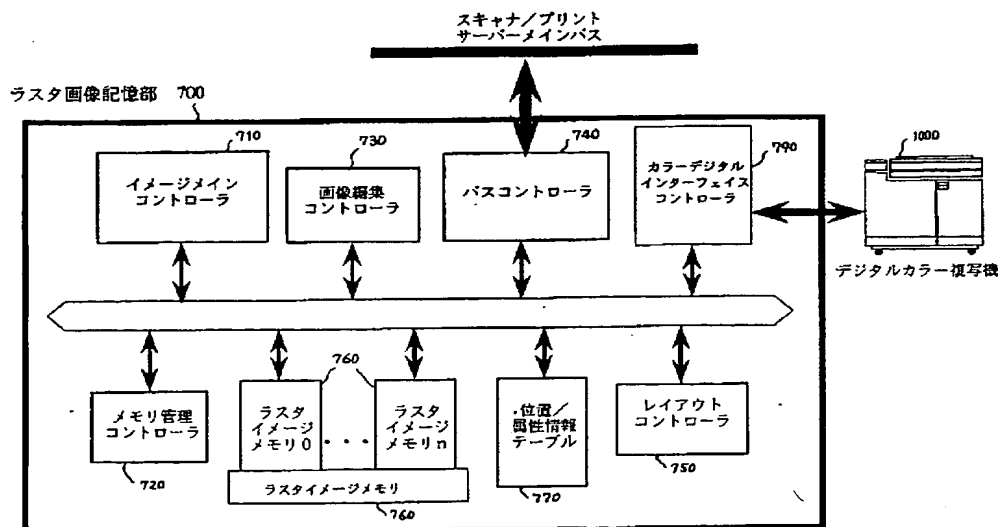 スキャナ/プリント
サーバーメインバス
ラスタ画像記憶部 700
710
イメージメイン
コントローラ
730
画像編集
コントローラ
740
バスコントローラ
790
カラーデジタル
インターフェイス
コントローラ
1000
デジタルカラー複写機
メモリ管理
コントローラ
720
760
ラスタ
イメージ
メモリ0
・・・
ラスタ
イメージ
メモリn
ラスタイメージメモリ
760
位置/
属性情報
テーブル
770
レイアウト
コントローラ
750